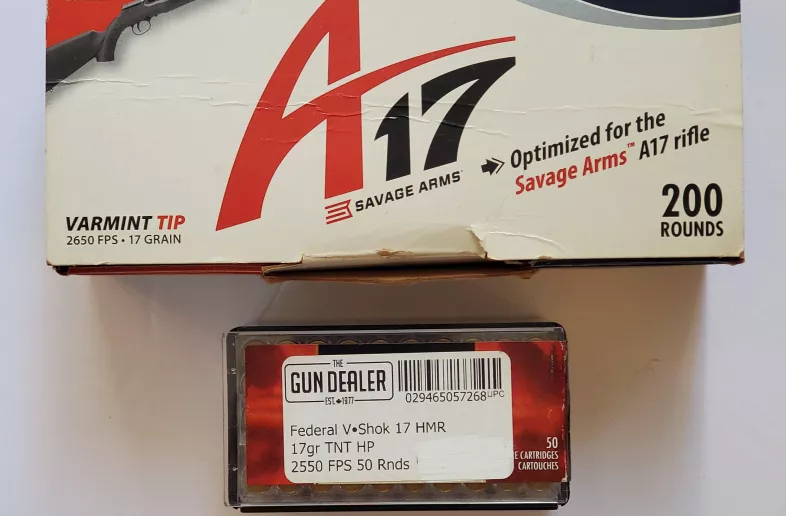 A17
SAVAGE ARMS
Optimized for the
Savage Arms™ A17 rifle
VARMINT TIP
2650 FPS • 17 GRAIN
200
ROUNDS
THE
GUN DEALER
EST. 1977
029465057268 UPC
Federal V•Shok 17 HMR
17gr TNT HP
2550 FPS 50 Rnds
50
CARTRIDGES
CARTOUCHES